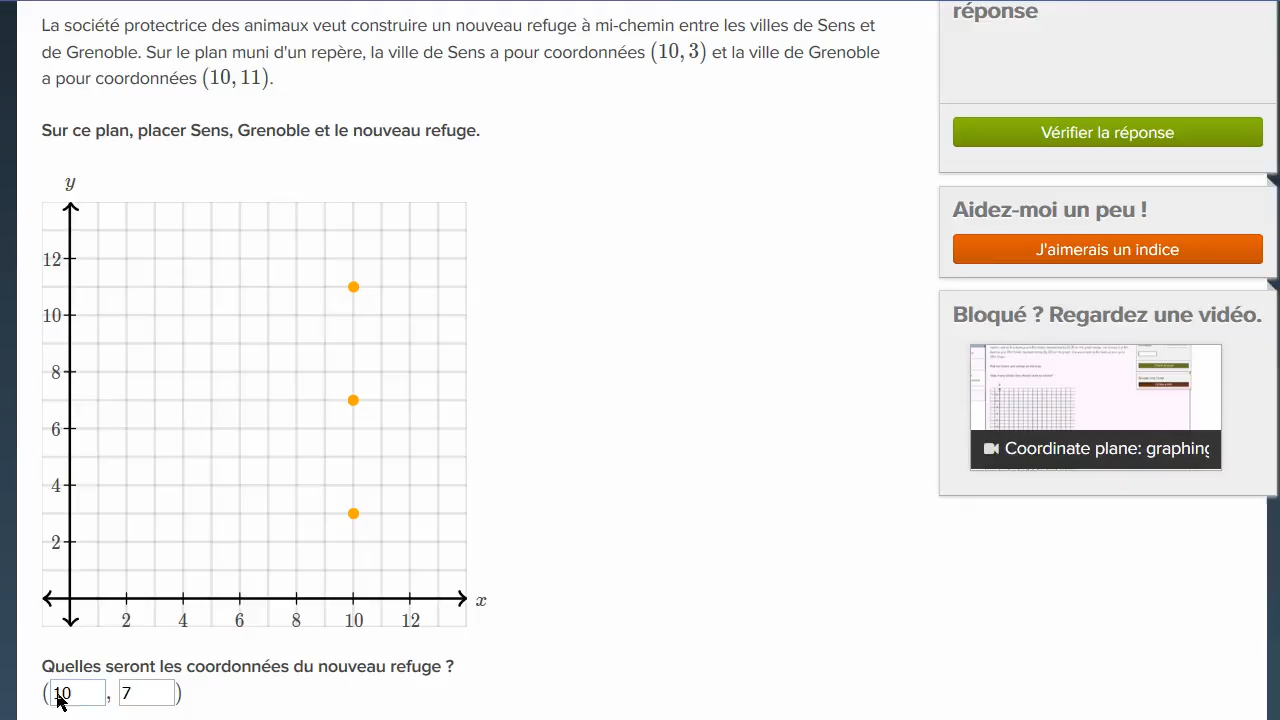 La société protectrice des animaux veut construire un nouveau refuge à mi-chemin entre les villes de Sens et
de Grenoble. Sur le plan muni d'un repère, la ville de Sens a pour coordonnées (10, 3) et la ville de Grenoble
a pour coordonnées (10, 11).
Sur ce plan, placer Sens, Grenoble et le nouveau refuge.
y
12
10
8
6
4
2
2 4 6 8 10 12
x
Quelles seront les coordonnées du nouveau refuge ?
(10, 7)
réponse
Vérifier la réponse
Aidez-moi un peu !
J'aimerais un indice
Bloqué ? Regardez une vidéo.
Coordinate plane: graphing